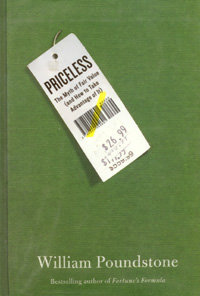 PRICELESS
The Myth of Fair Value
(and How to Take
Advantage of It)
$26.99
William Poundstone
Bestselling author of Fortune's Formula